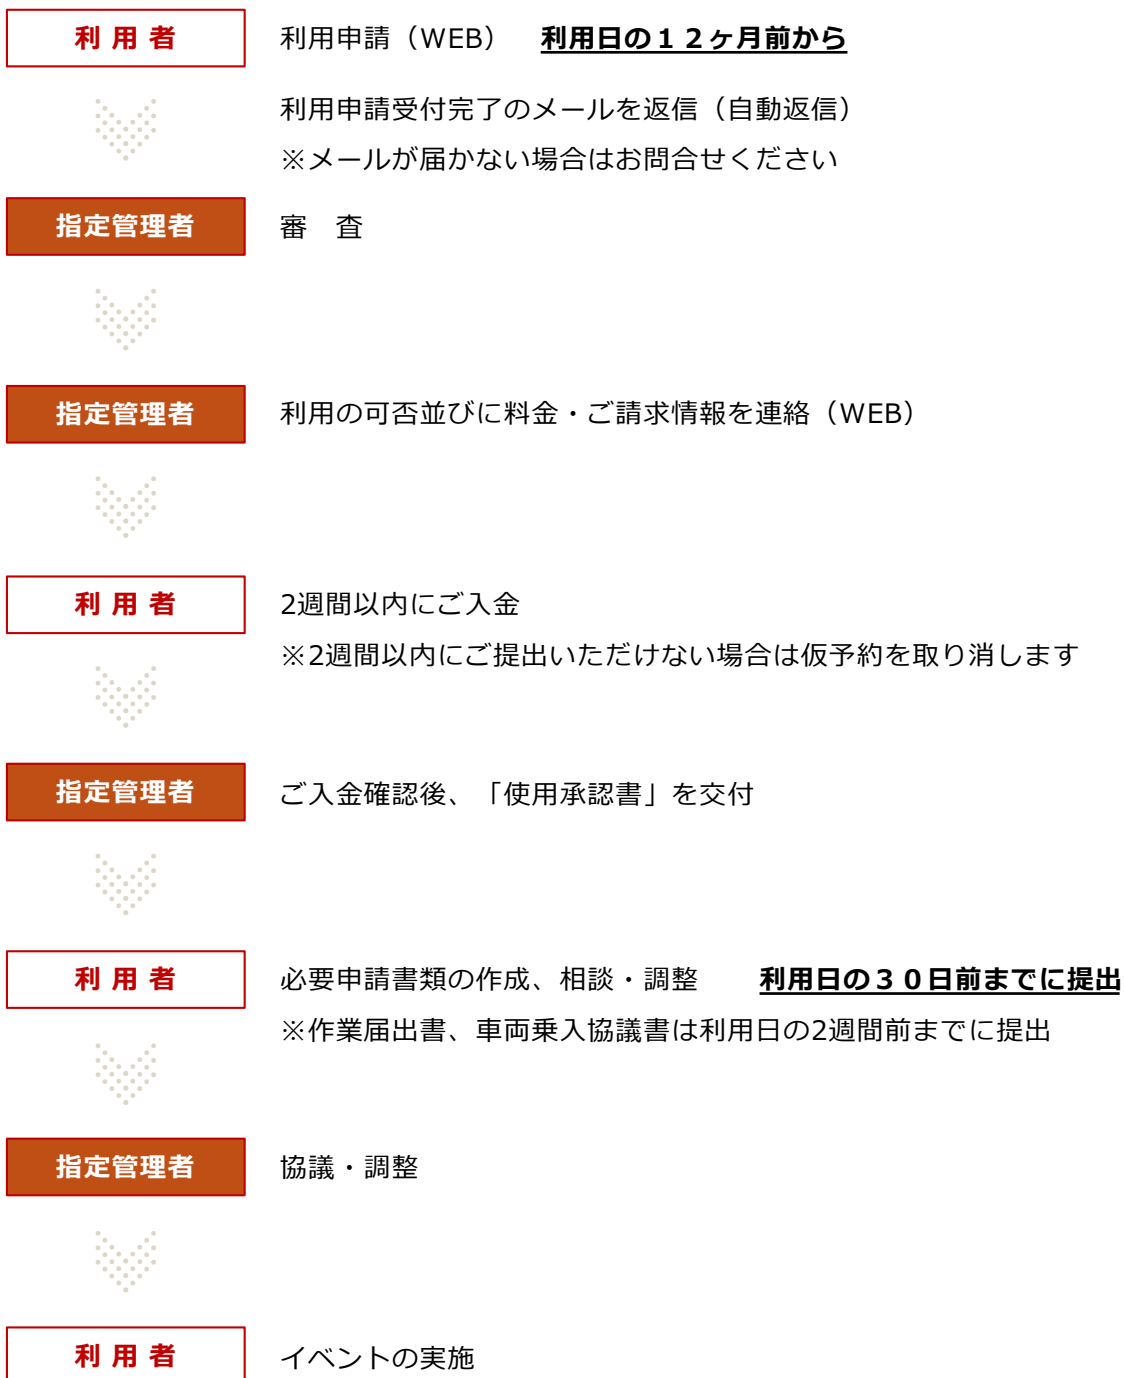 利 用 者 利用申請（WEB） 利用日の１２ヶ月前から
利用申請受付完了のメールを返信（自動返信）
※メールが届かない場合はお問合せください
指定管理者 審　査
指定管理者 利用の可否並びに料金・ご請求情報を連絡（WEB）
利 用 者 2週間以内にご入金
※2週間以内にご提出いただけない場合は仮予約を取り消します
指定管理者 ご入金確認後、「使用承認書」を交付
利 用 者 必要申請書類の作成、相談・調整 利用日の３０日前までに提出
※作業届出書、車両乗入協議書は利用日の2週間前までに提出
指定管理者 協議・調整
利 用 者 イベントの実施